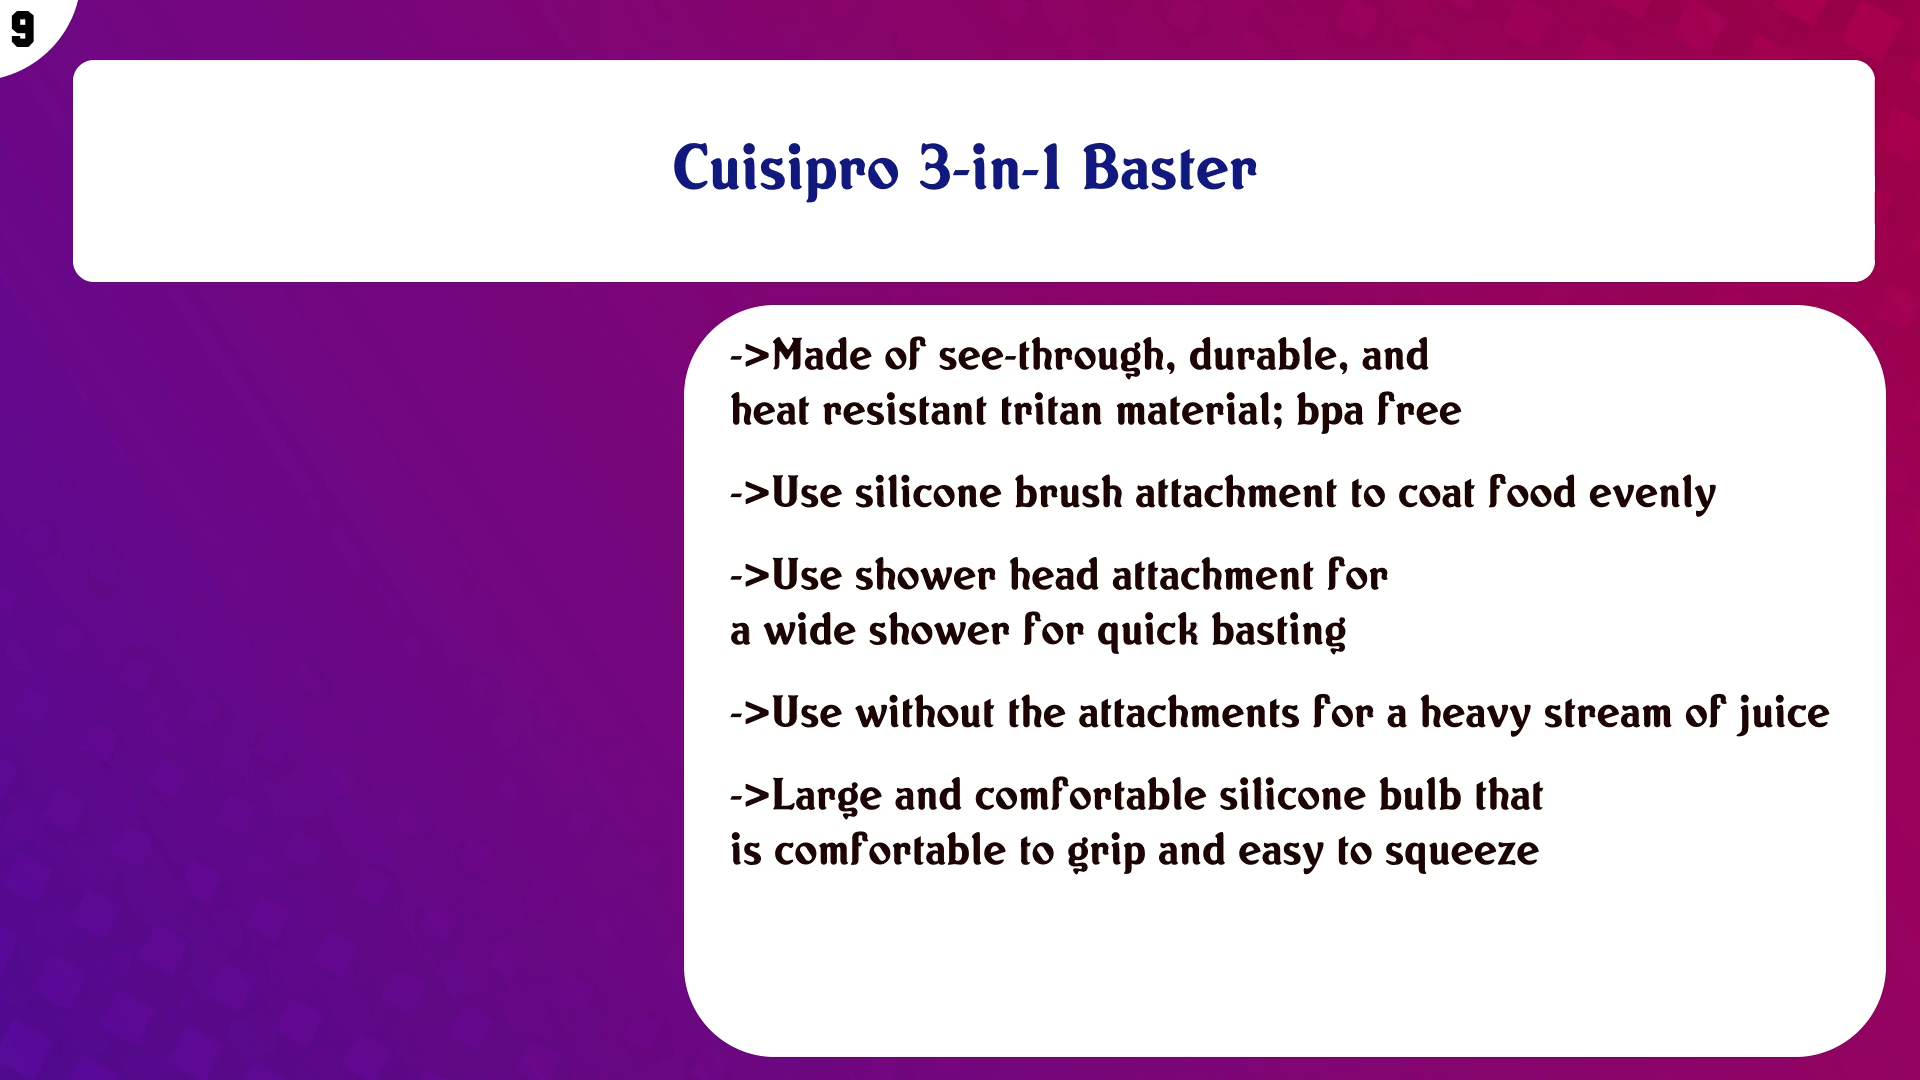 9
Cuisipro 3-in-1 Baster
->Made of see-through, durable, and
heat resistant tritan material; bpa free
->Use silicone brush attachment to coat food evenly
->Use shower head attachment for
a wide shower for quick basting
->Use without the attachments for a heavy stream of juice
->Large and comfortable silicone bulb that
is comfortable to grip and easy to squeeze